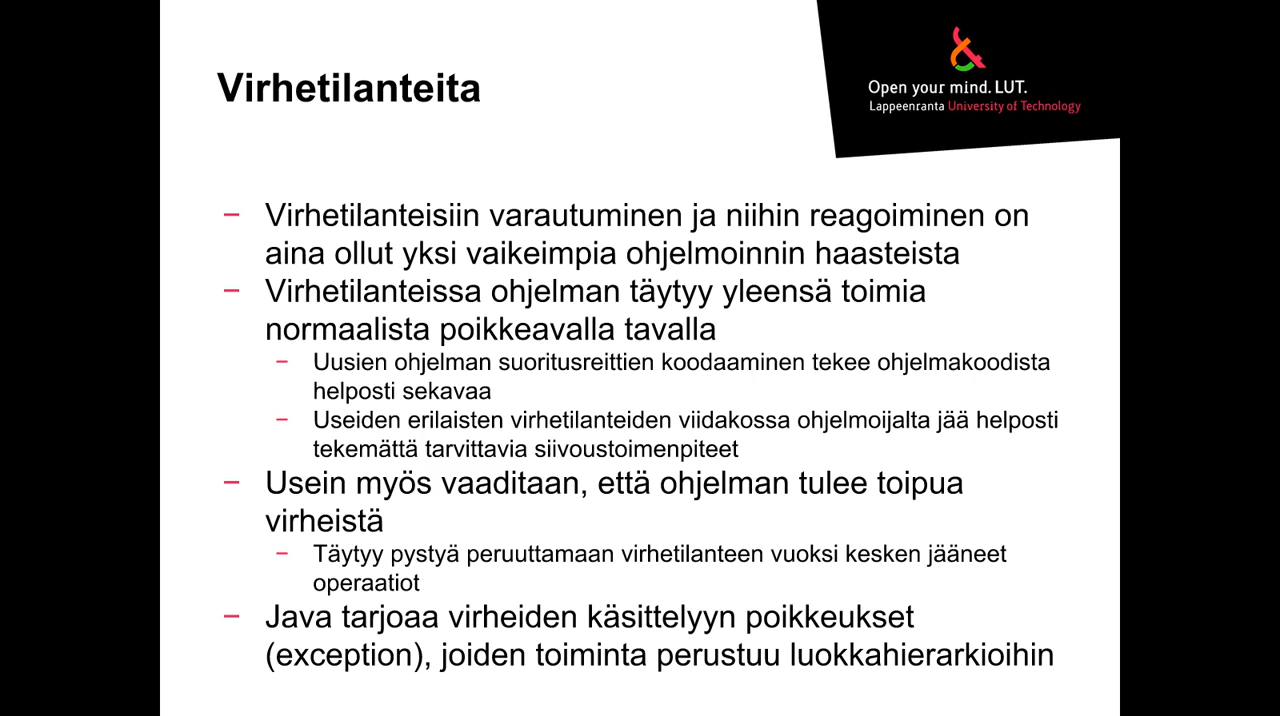 Virhetilanteita
Open your mind. LUT.
Lappeenranta University of Technology
– Virhetilanteisiin varautuminen ja niihin reagoiminen on
aina ollut yksi vaikeimpia ohjelmoinnin haasteista
– Virhetilanteissa ohjelman täytyy yleensä toimia
normaalista poikkeavalla tavalla
– Uusien ohjelman suoritusreittien koodaaminen tekee ohjelmakoodista
helposti sekavaa
– Useiden erilaisten virhetilanteiden viidakossa ohjelmoijalta jää helposti
tekemättä tarvittavia siivoustoimenpiteet
– Usein myös vaaditaan, että ohjelman tulee toipua
virheistä
– Täytyy pystyä peruuttamaan virhetilanteen vuoksi kesken jääneet
operaatiot
– Java tarjoaa virheiden käsittelyyn poikkeukset
(exception), joiden toiminta perustuu luokkahierarkioihin